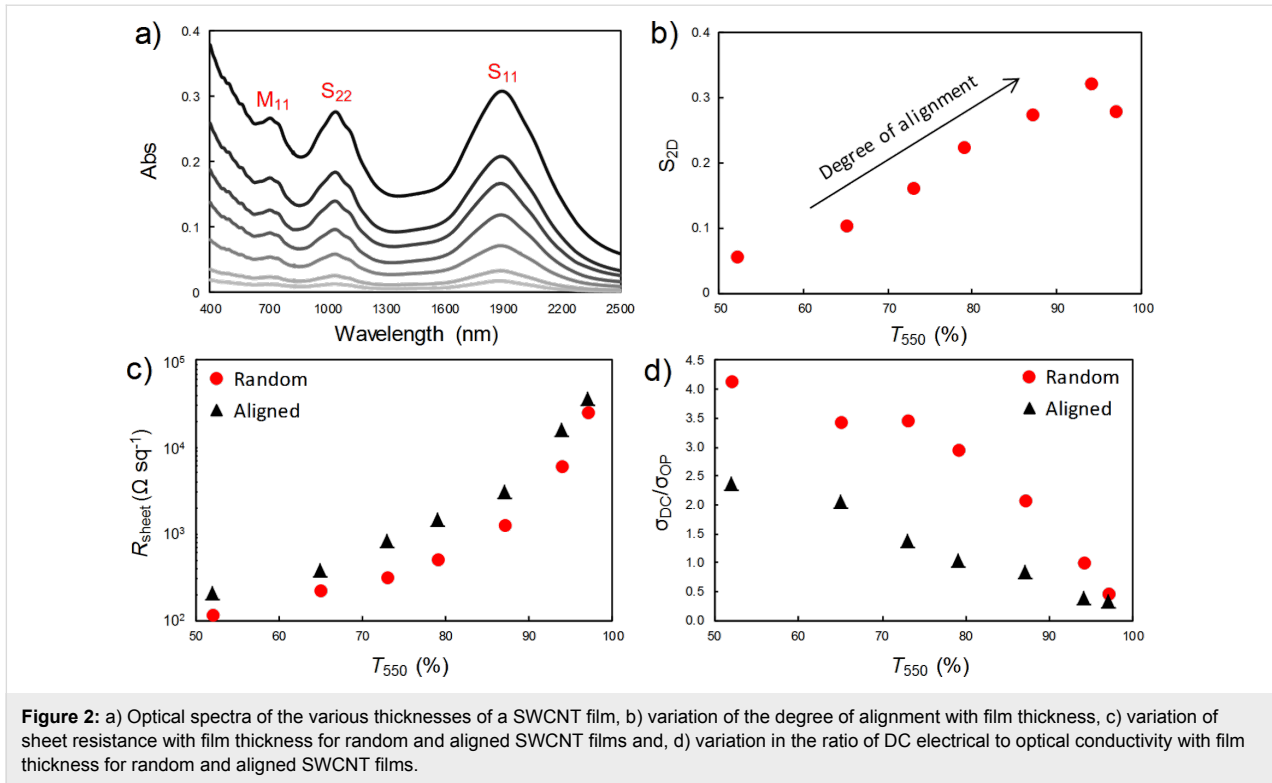 a)
M11
S22
S11
Abs
0.4
0.3
0.2
0.1
0
400 700 1000 1300 1600 1900 2200 2500
Wavelength (nm)
b)
Degree of alignment
S2D
0.4
0.3
0.2
0.1
0.0
50 60 70 80 90 100
T550 (%)
c)
Random
Aligned
Rsheet (Ω sq-1)
10^5
10^4
10^3
10^2
50 60 70 80 90 100
T550 (%)
d)
Random
Aligned
σDC/σOP
4.5
4.0
3.5
3.0
2.5
2.0
1.5
1.0
0.5
0.0
50 60 70 80 90 100
T550 (%)
Figure 2: a) Optical spectra of the various thicknesses of a SWCNT film, b) variation of the degree of alignment with film thickness, c) variation of
sheet resistance with film thickness for random and aligned SWCNT films and, d) variation in the ratio of DC electrical to optical conductivity with film
thickness for random and aligned SWCNT films.